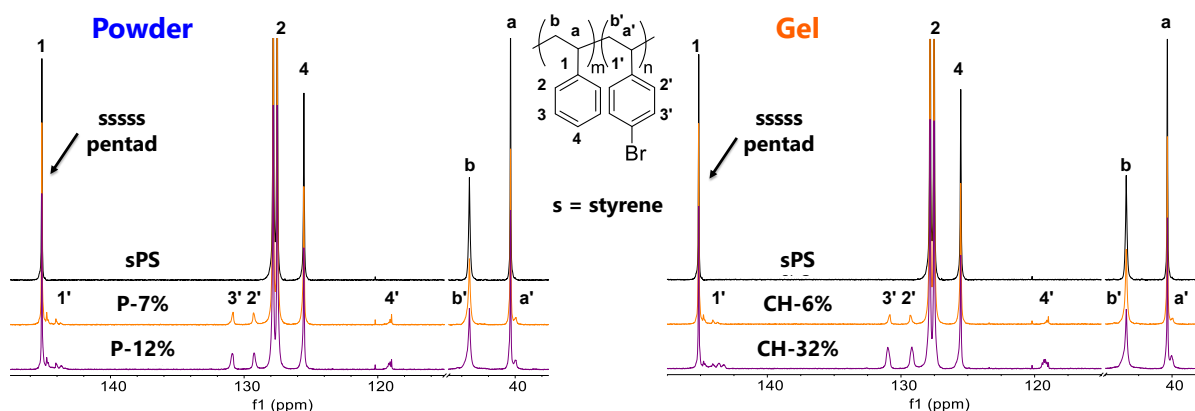 Powder
1
2
4
b
a
sssss
pentad
sPS
1'
3'
2'
4'
b'
a'
P-7%
P-12%
140
130
120
40
f1 (ppm)
b
a
b'
a'
1
m
1'
n
2
2'
3
3'
4
Br
s = styrene
Gel
1
2
4
b
a
sssss
pentad
sPS
1'
3'
2'
4'
b'
a'
CH-6%
CH-32%
140
130
120
40
f1 (ppm)